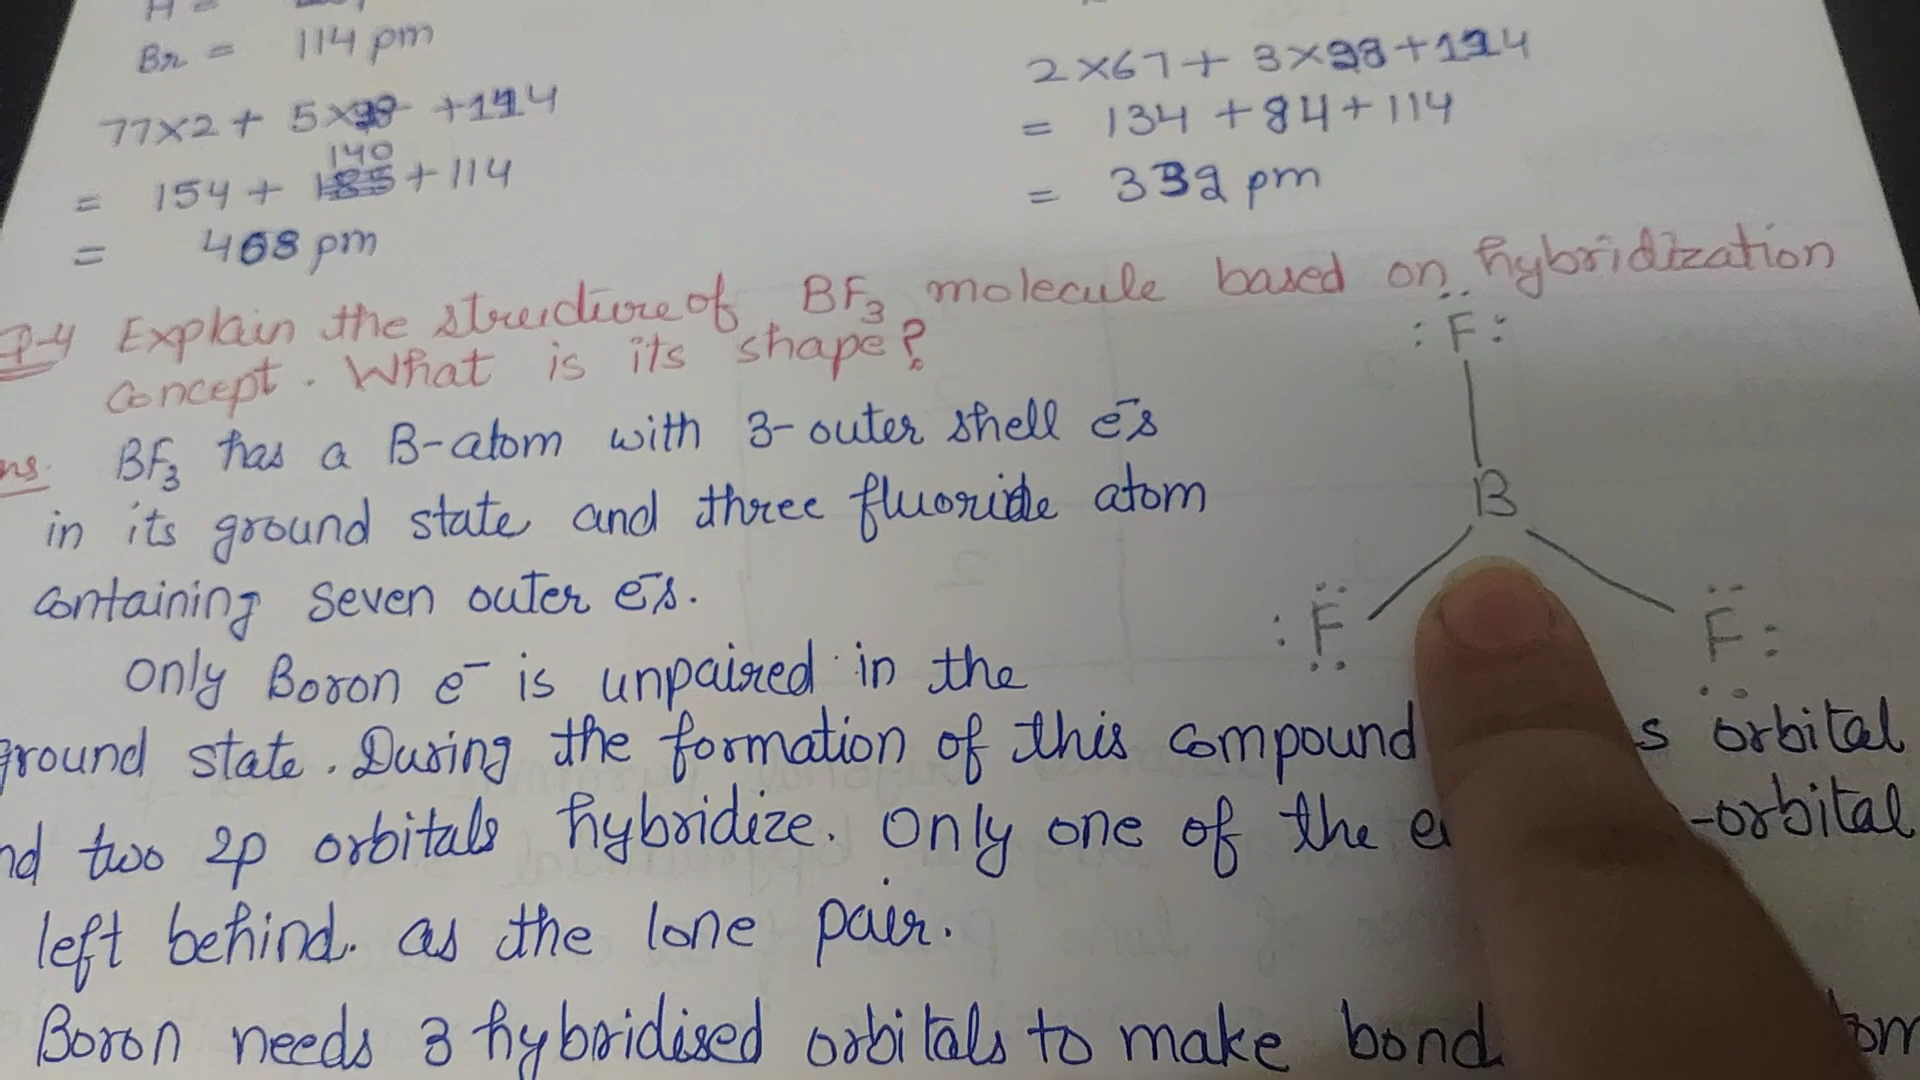 Br = 114 pm
77×2 + 5× +114
= 154 + 140 + 114
= 408 pm
2×67 + 3×28+114
= 134 + 84 + 114
= 332 pm
Explain the structure of BF₃ molecule based on hybridization
concept. What is its shape?
BF₃ has a B-atom with 3-outer shell e⁻s
in its ground state and three fluoride atom
containing seven outer e⁻s.
only Boron e⁻ is unpaired in the
ground state. During the formation of this compound s orbital
two 2p orbitals hybridize. Only one of the -orbital
left behind. as the lone pair.
Boron needs 3 hybridised orbitals to make bond
:F:
B
:F
F: